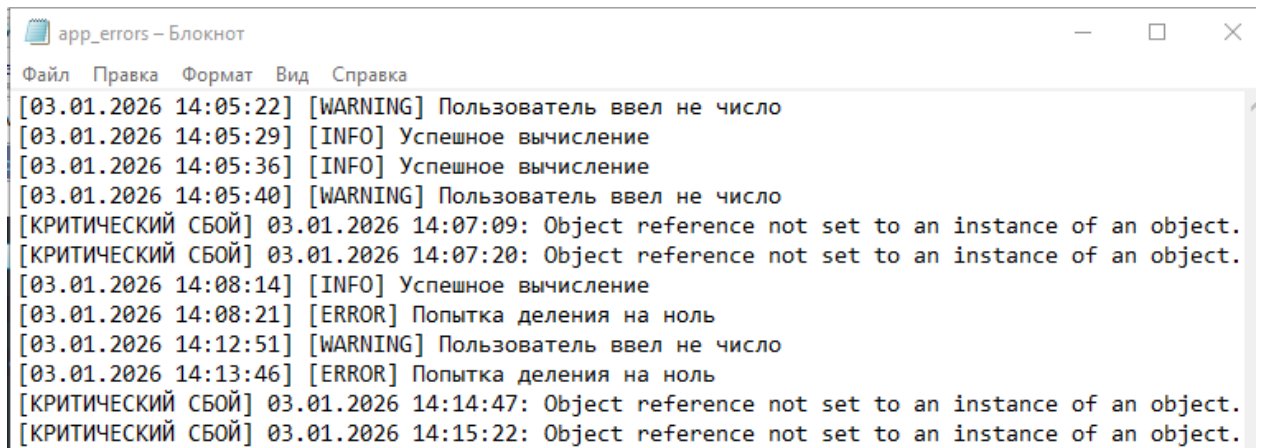 app_errors – Блокнот
Файл Правка Формат Вид Справка
[03.01.2026 14:05:22] [WARNING] Пользователь ввел не число
[03.01.2026 14:05:29] [INFO] Успешное вычисление
[03.01.2026 14:05:36] [INFO] Успешное вычисление
[03.01.2026 14:05:40] [WARNING] Пользователь ввел не число
[КРИТИЧЕСКИЙ СБОЙ] 03.01.2026 14:07:09: Object reference not set to an instance of an object.
[КРИТИЧЕСКИЙ СБОЙ] 03.01.2026 14:07:20: Object reference not set to an instance of an object.
[03.01.2026 14:08:14] [INFO] Успешное вычисление
[03.01.2026 14:08:21] [ERROR] Попытка деления на ноль
[03.01.2026 14:12:51] [WARNING] Пользователь ввел не число
[03.01.2026 14:13:46] [ERROR] Попытка деления на ноль
[КРИТИЧЕСКИЙ СБОЙ] 03.01.2026 14:14:47: Object reference not set to an instance of an object.
[КРИТИЧЕСКИЙ СБОЙ] 03.01.2026 14:15:22: Object reference not set to an instance of an object.